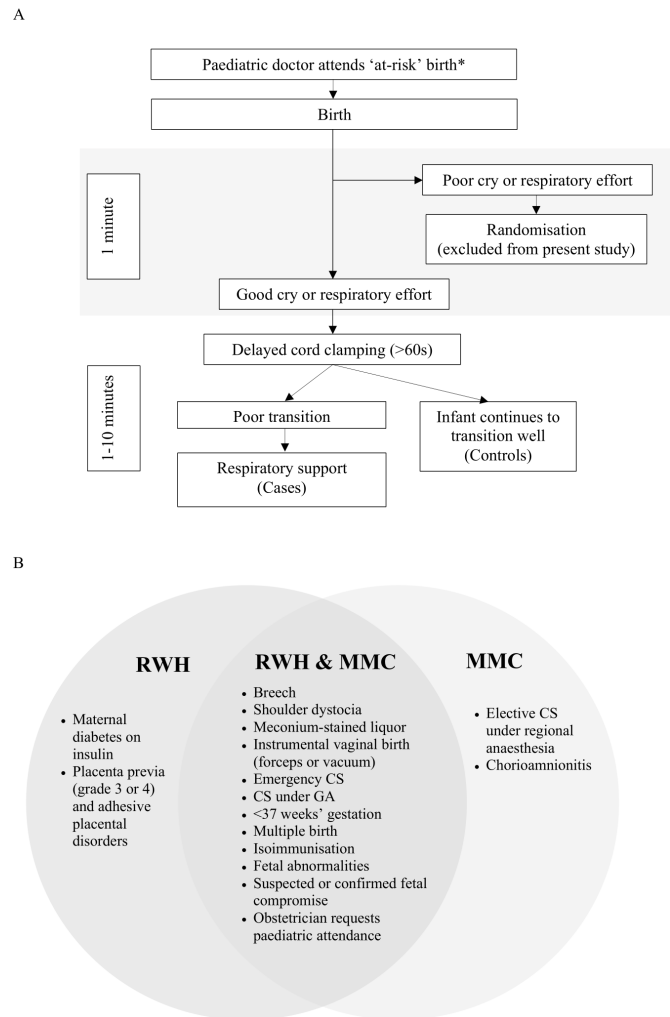 A
Paediatric doctor attends ‘at-risk’ birth*
Birth
1 minute
Poor cry or respiratory effort
Randomisation
(excluded from present study)
Good cry or respiratory effort
Delayed cord clamping (>60s)
1-10 minutes
Poor transition
Infant continues to
transition well
(Controls)
Respiratory support
(Cases)
B
RWH
• Maternal
diabetes on
insulin
• Placenta previa
(grade 3 or 4)
and adhesive
placental
disorders
RWH & MMC
• Breech
• Shoulder dystocia
• Meconium-stained liquor
• Instrumental vaginal birth
(forceps or vacuum)
• Emergency CS
• CS under GA
• <37 weeks’ gestation
• Multiple birth
• Isoimmunisation
• Fetal abnormalities
• Suspected or confirmed fetal
compromise
• Obstetrician requests
paediatric attendance
MMC
• Elective CS
under regional
anaesthesia
• Chorioamnionitis